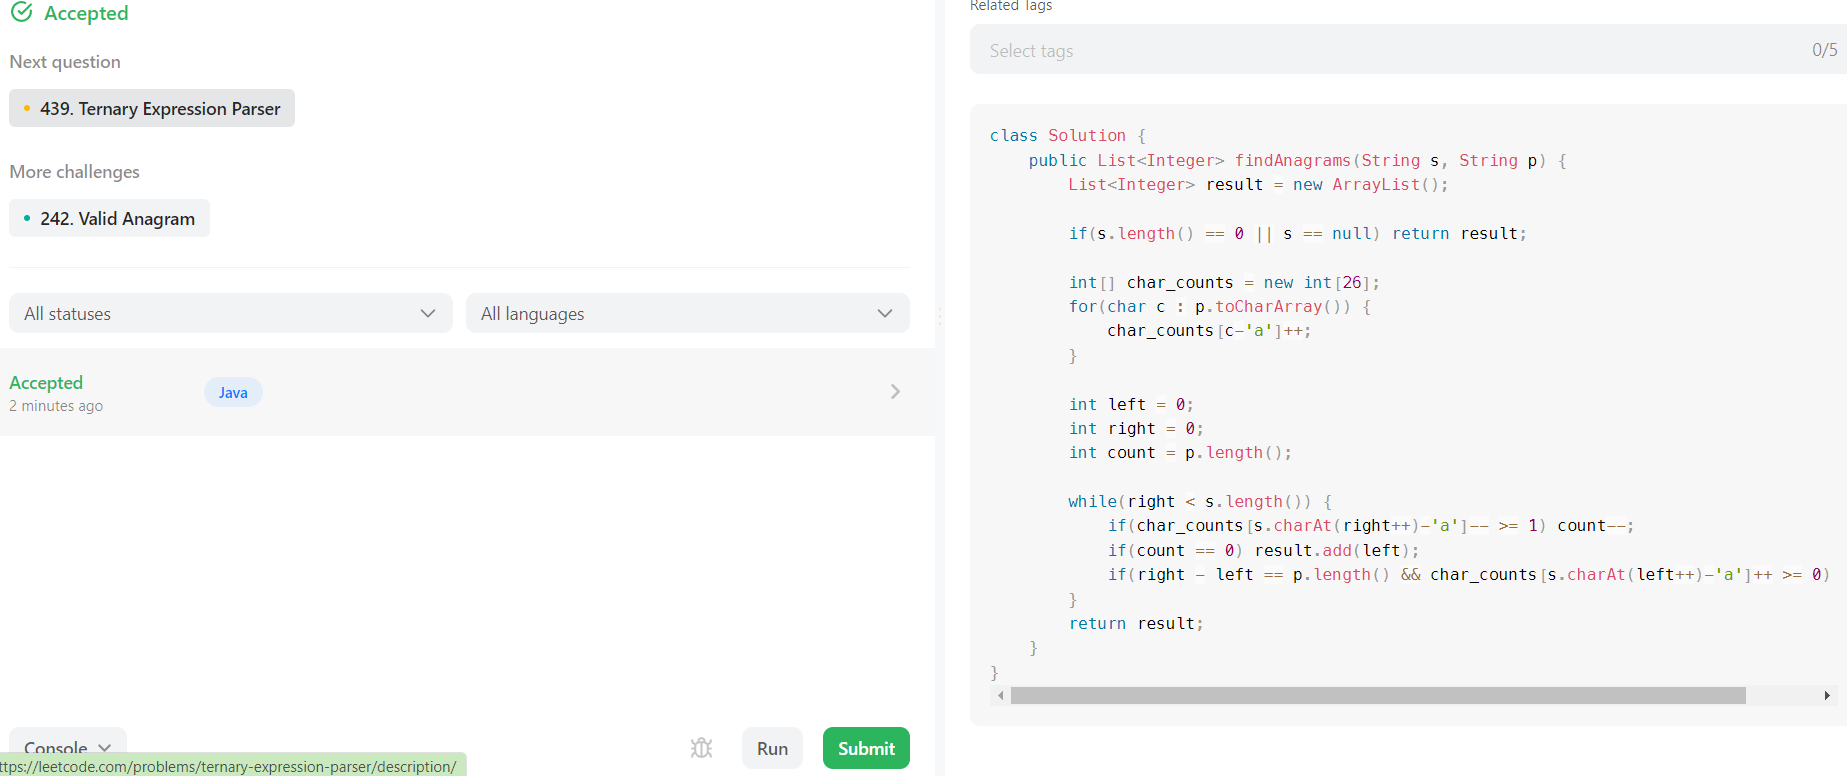 Accepted
Next question
439. Ternary Expression Parser
More challenges
242. Valid Anagram
All statuses
All languages
Accepted
2 minutes ago
Java
Console
Run
Submit
ttps://leetcode.com/problems/ternary-expression-parser/description/
Related Tags
Select tags
0/5
class Solution {
    public List<Integer> findAnagrams(String s, String p) {
        List<Integer> result = new ArrayList();

        if(s.length() == 0 || s == null) return result;

        int[] char_counts = new int[26];
        for(char c : p.toCharArray()) {
            char_counts[c-'a']++;
        }

        int left = 0;
        int right = 0;
        int count = p.length();

        while(right < s.length()) {
            if(char_counts[s.charAt(right++)-'a']-- >= 1) count--;
            if(count == 0) result.add(left);
            if(right - left == p.length() && char_counts[s.charAt(left++)-'a']++ >= 0)
        }
        return result;
    }
}